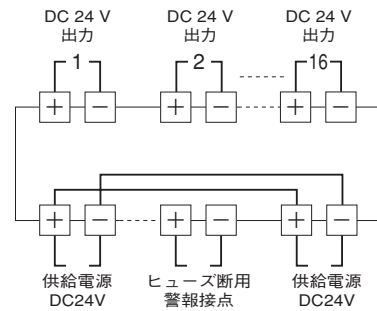 DC 24 V
出力
DC 24 V
出力
DC 24 V
出力
1
2
16
+ −
+ −
+ −
+ −
+ −
+ −
供給電源
DC24V
ヒューズ断用
警報接点
供給電源
DC24V